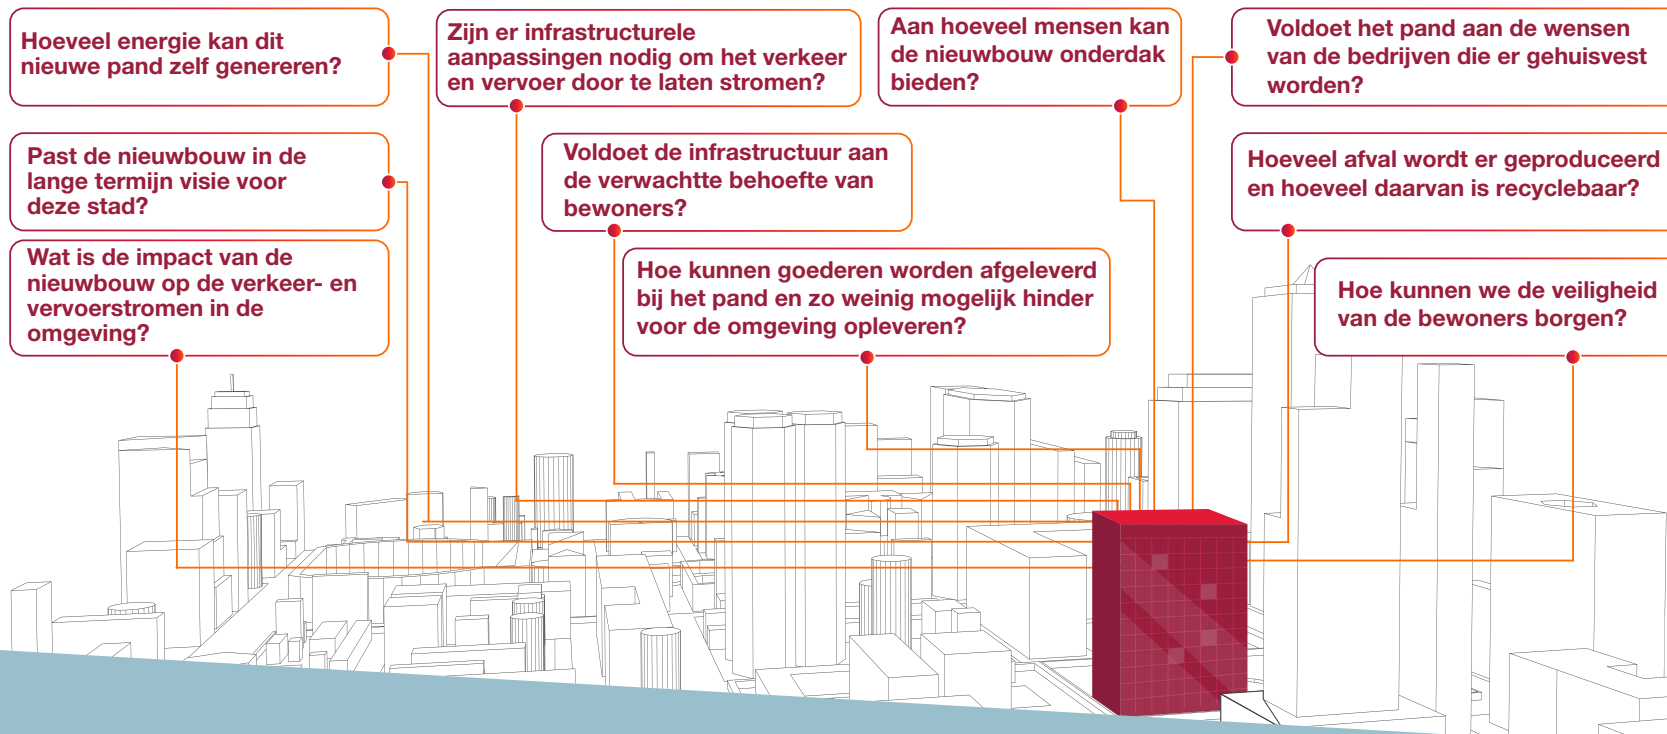 Hoeveel energie kan dit
nieuwe pand zelf genereren?
Zijn er infrastructurele
aanpassingen nodig om het verkeer
en vervoer door te laten stromen?
Aan hoeveel mensen kan
de nieuwbouw onderdak
bieden?
Voldoet het pand aan de wensen
van de bedrijven die er gehuisvest
worden?
Past de nieuwbouw in de
lange termijn visie voor
deze stad?
Voldoet de infrastructuur aan
de verwachtte behoefte van
bewoners?
Hoeveel afval wordt er geproduceerd
en hoeveel daarvan is recyclebaar?
Wat is de impact van de
nieuwbouw op de verkeer- en
vervoerstromen in de
omgeving?
Hoe kunnen goederen worden afgeleverd
bij het pand en zo weinig mogelijk hinder
voor de omgeving opleveren?
Hoe kunnen we de veiligheid
van de bewoners borgen?